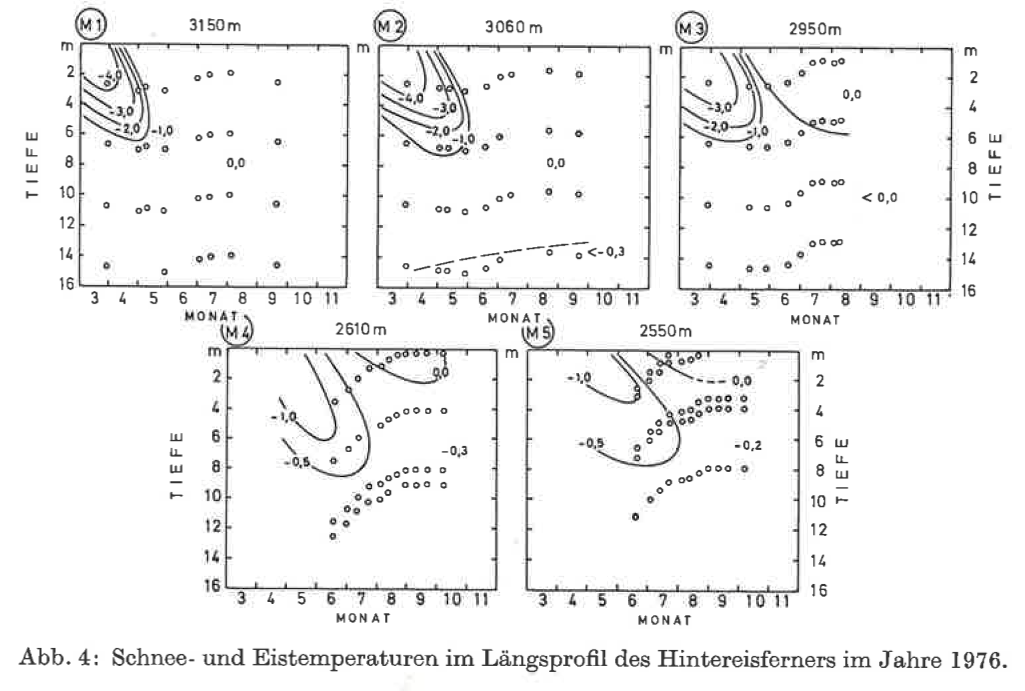 M1 3150m M2 3060m M3 2950m
m m m
2 2
4 4
6 6
8 8
10 10
12 12
14 14
16 16
TIEFE TIEFE
-4,0 -3,0 -2,0 -1,0 0,0
-4,0 -3,0 -2,0 -1,0 0,0 <-0,3
-3,0 -2,0 -1,0 0,0 < 0,0
3 4 5 6 7 8 9 10 11 3 4 5 6 7 8 9 10 11 3 4 5 6 7 8 9 10 11
MONAT MONAT MONAT
M4 2610m M5 2550m
m m m
2 2
4 4
6 6
8 8
10 10
12 12
14 14
16 16
TIEFE TIEFE
-1,0 -0,5 0,0 -0,3
-1,0 -0,5 0,0 -0,2
3 4 5 6 7 8 9 10 11 3 4 5 6 7 8 9 10 11
MONAT MONAT
Abb. 4: Schnee- und Eistemperaturen im Längsprofil des Hintereisferners im Jahre 1976.